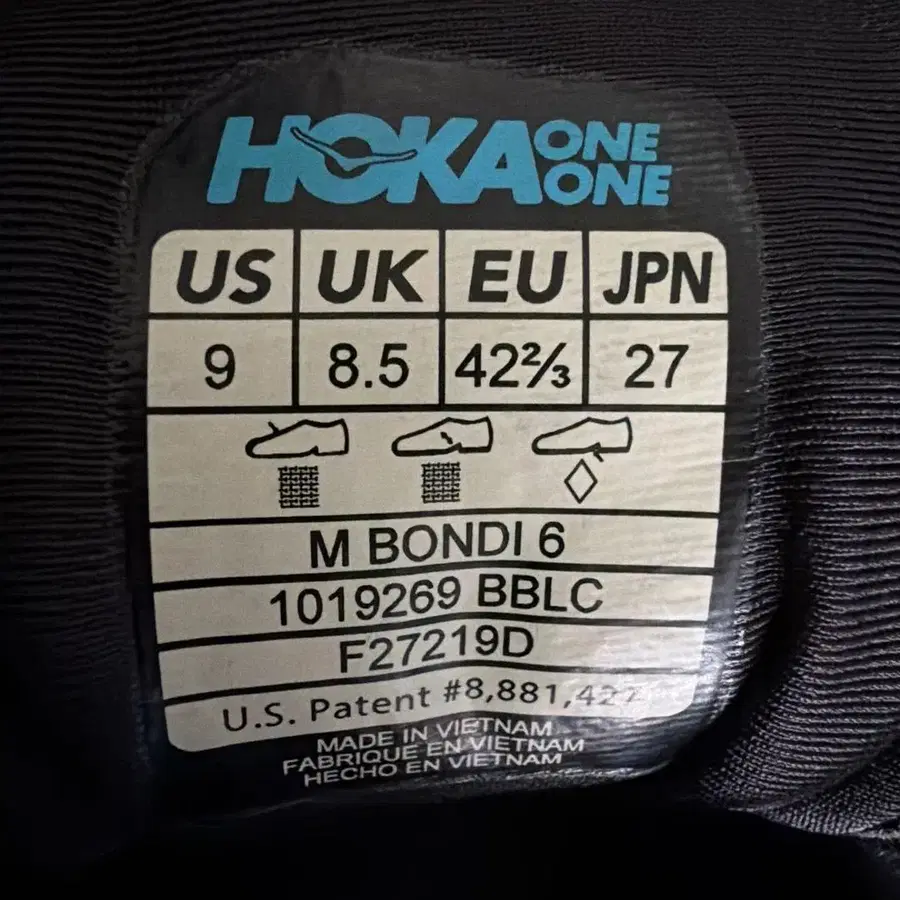 HOKA ONE ONE
US UK EU JPN
9 8.5 42⅔ 27
M BONDI 6
1019269 BBLC
F27219D
U.S. Patent #8,881,427
MADE IN VIETNAM
FABRIQUE EN VIETNAM
HECHO EN VIETNAM